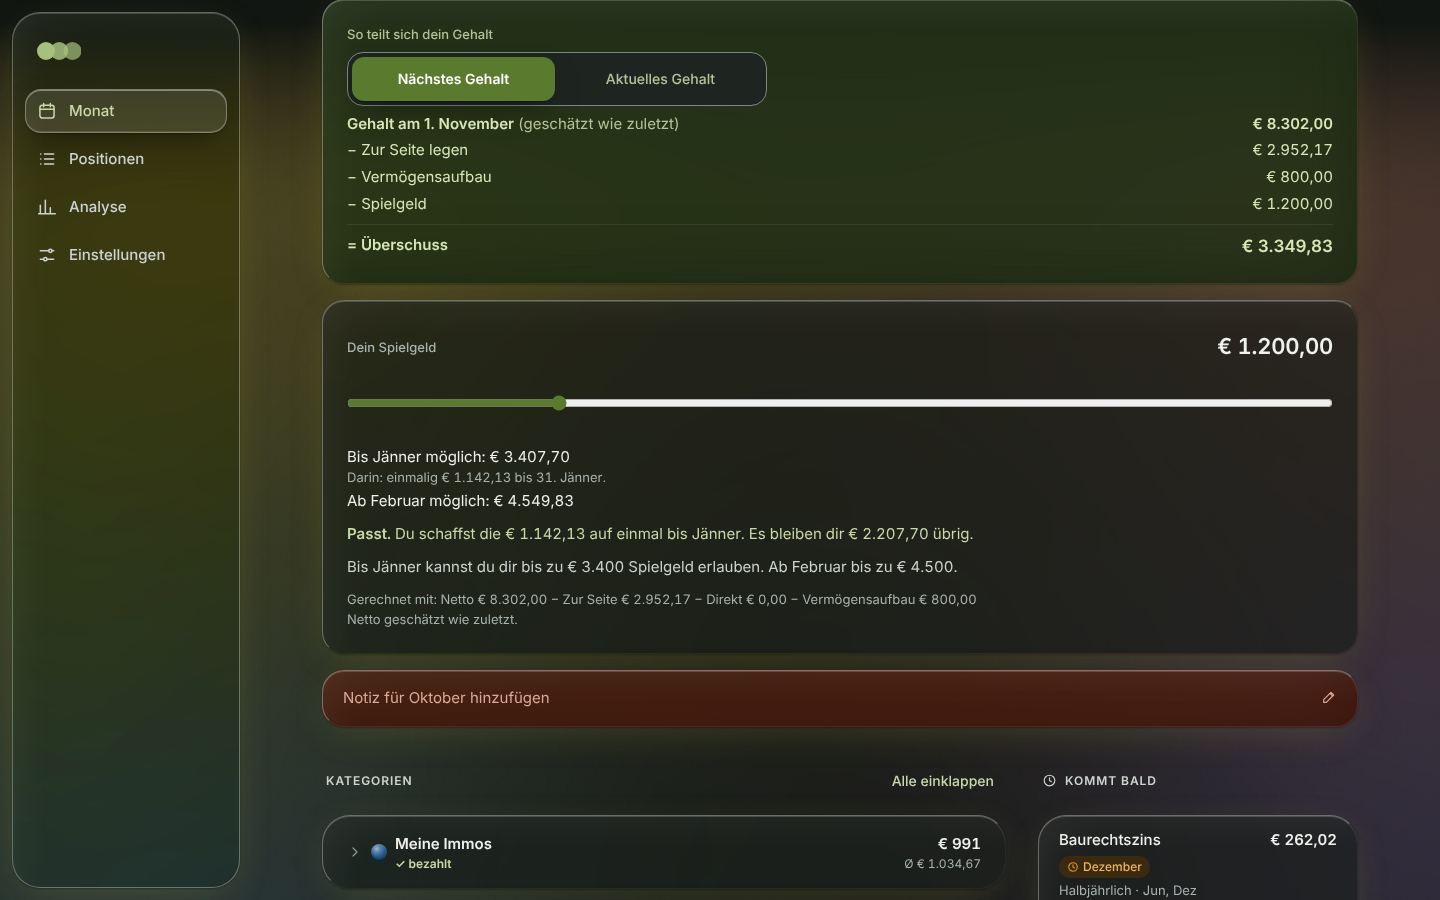 Monat
Positionen
Analyse
Einstellungen
So teilt sich dein Gehalt
Nächstes Gehalt
Aktuelles Gehalt
Gehalt am 1. November (geschätzt wie zuletzt) € 8.302,00
− Zur Seite legen € 2.952,17
− Vermögensaufbau € 800,00
− Spielgeld € 1.200,00
= Überschuss € 3.349,83
Dein Spielgeld € 1.200,00
Bis Jänner möglich: € 3.407,70
Darin: einmalig € 1.142,13 bis 31. Jänner.
Ab Februar möglich: € 4.549,83
Passt. Du schaffst die € 1.142,13 auf einmal bis Jänner. Es bleiben dir € 2.207,70 übrig.
Bis Jänner kannst du dir bis zu € 3.400 Spielgeld erlauben. Ab Februar bis zu € 4.500.
Gerechnet mit: Netto € 8.302,00 − Zur Seite € 2.952,17 − Direkt € 0,00 − Vermögensaufbau € 800,00
Netto geschätzt wie zuletzt.
Notiz für Oktober hinzufügen
KATEGORIEN
Alle einklappen
Meine Immos € 991
✓ bezahlt Ø € 1.034,67
KOMMT BALD
Baurechtszins € 262,02
Dezember
Halbjährlich · Jun, Dez